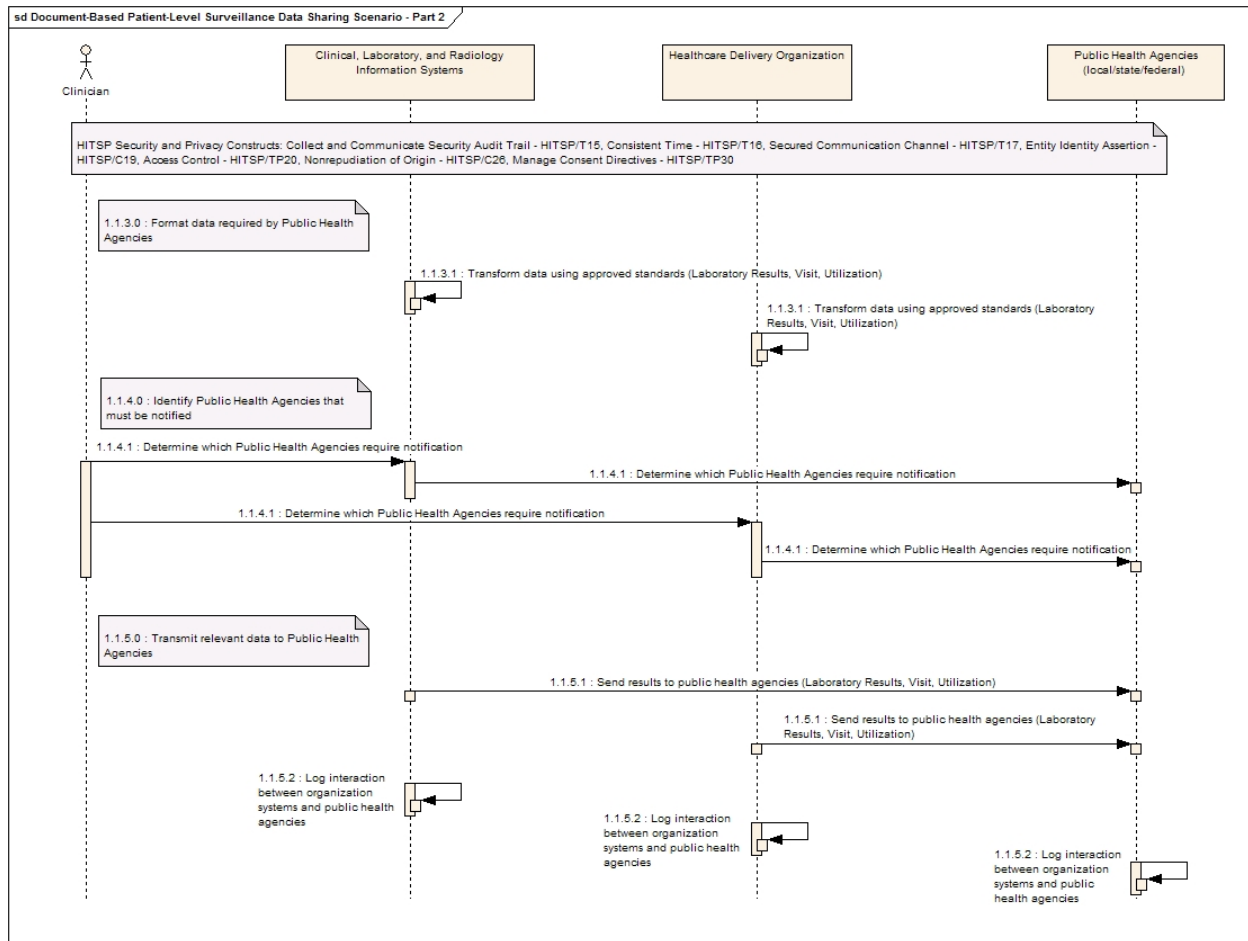 sd Document-Based Patient-Level Surveillance Data Sharing Scenario - Part 2
Clinician
Clinical, Laboratory, and Radiology
Information Systems
Healthcare Delivery Organization
Public Health Agencies
(local/state/federal)
HITSP Security and Privacy Constructs: Collect and Communicate Security Audit Trail - HITSP/T15, Consistent Time - HITSP/T16, Secured Communication Channel - HITSP/T17, Entity Identity Assertion -
HITSP/C19, Access Control - HITSP/TP20, Nonrepudiation of Origin - HITSP/C26, Manage Consent Directives - HITSP/TP30
1.1.3.0 : Format data required by Public Health
Agencies
1.1.3.1 : Transform data using approved standards (Laboratory Results, Visit, Utilization)
1.1.3.1 : Transform data using approved standards (Laboratory
Results, Visit, Utilization)
1.1.4.0 : Identify Public Health Agencies that
must be notified
1.1.4.1 : Determine which Public Health Agencies require notification
1.1.4.1 : Determine which Public Health Agencies require notification
1.1.4.1 : Determine which Public Health Agencies require notification
1.1.4.1 : Determine which Public Health Agencies require notification
1.1.5.0 : Transmit relevant data to Public Health
Agencies
1.1.5.1 : Send results to public health agencies (Laboratory Results, Visit, Utilization)
1.1.5.1 : Send results to public health agencies (Laboratory
Results, Visit, Utilization)
1.1.5.2 : Log interaction
between organization
systems and public health
agencies
1.1.5.2 : Log interaction
between organization
systems and public health
agencies
1.1.5.2 : Log interaction
between organization
systems and public
health agencies